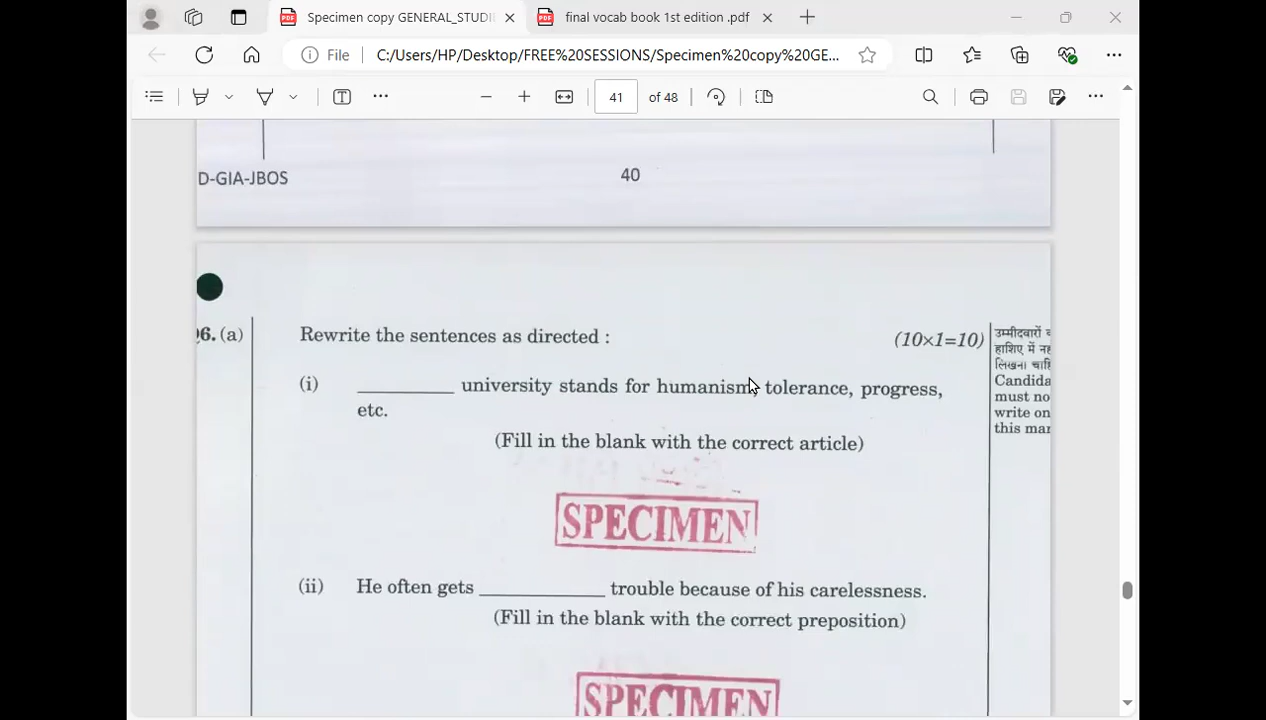 Specimen copy GENERAL_STUDI
final vocab book 1st edition .pdf
File
C:/Users/HP/Desktop/FREE%20SESSIONS/Specimen%20copy%20GE...
41 of 48
D-GIA-JBOS
40
6. (a) Rewrite the sentences as directed : (10×1=10)
उम्मीदवारों
हाशिए में
लिखना
Candida
must no
write on
this mar
(i) ________ university stands for humanism, tolerance, progress,
etc.
(Fill in the blank with the correct article)
SPECIMEN
(ii) He often gets ___________ trouble because of his carelessness.
(Fill in the blank with the correct preposition)
SPECIMEN